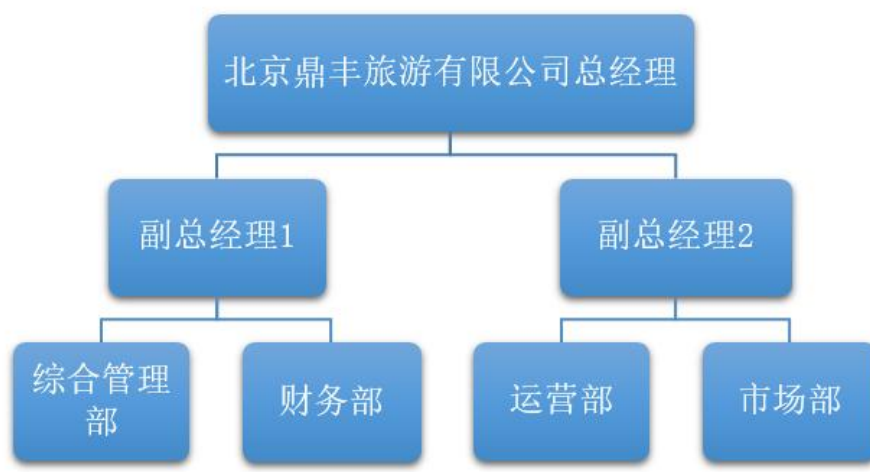 北京鼎丰旅游有限公司总经理
副总经理1
副总经理2
综合管理
部
财务部
运营部
市场部